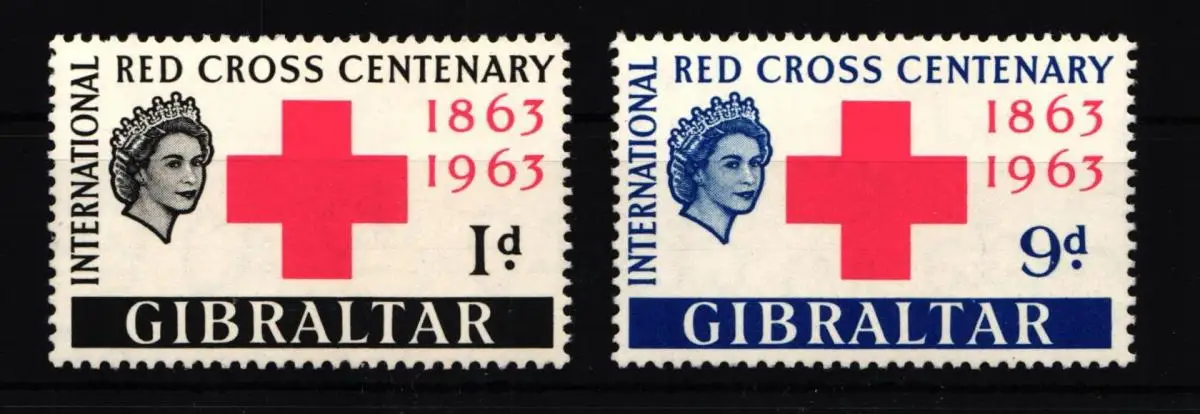 INTERNATIONAL
RED CROSS CENTENARY
1863
1963
1d.
GIBRALTAR
INTERNATIONAL
RED CROSS CENTENARY
1863
1963
9d.
GIBRALTAR